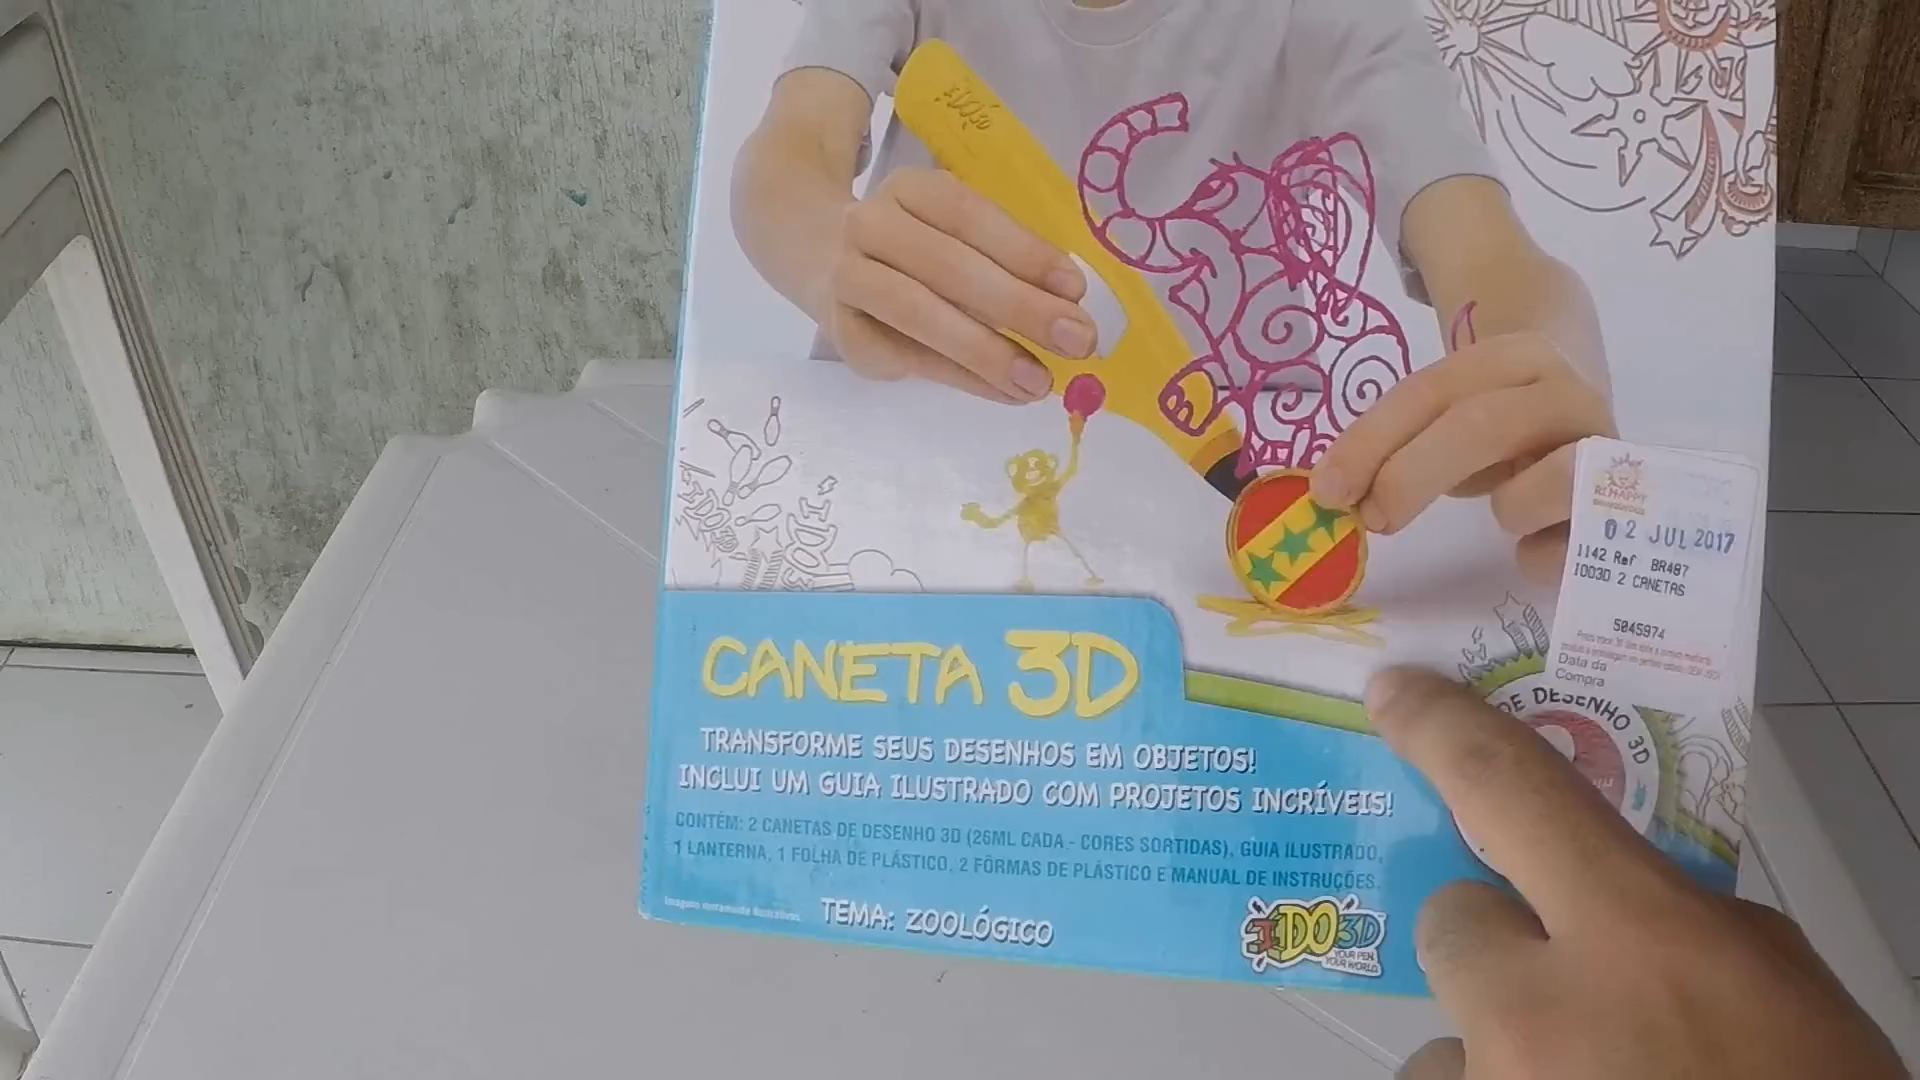 IDO3D
RI HAPPY
BRINQUEDOS
02 JUL 2017
1142 Ref BR487
IDO3D 2 CANETAS
5045974
Data da
Compra
DE DESENHO 3D
CANETA 3D
TRANSFORME SEUS DESENHOS EM OBJETOS!
INCLUI UM GUIA ILUSTRADO COM PROJETOS INCRÍVEIS!
CONTÉM: 2 CANETAS DE DESENHO 3D (26ML CADA - CORES SORTIDAS), GUIA ILUSTRADO,
1 LANTERNA, 1 FOLHA DE PLÁSTICO, 2 FÔRMAS DE PLÁSTICO E MANUAL DE INSTRUÇÕES.
Imagens meramente ilustrativas.
TEMA: ZOOLÓGICO
IDO3D
YOUR PEN.
YOUR WORLD.